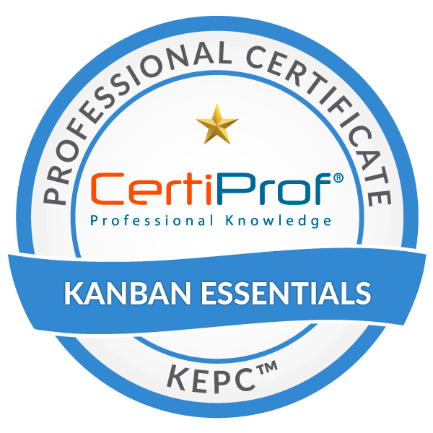 PROFESSIONAL CERTIFICATE
CertiProf®
Professional Knowledge
KANBAN ESSENTIALS
KEPC™